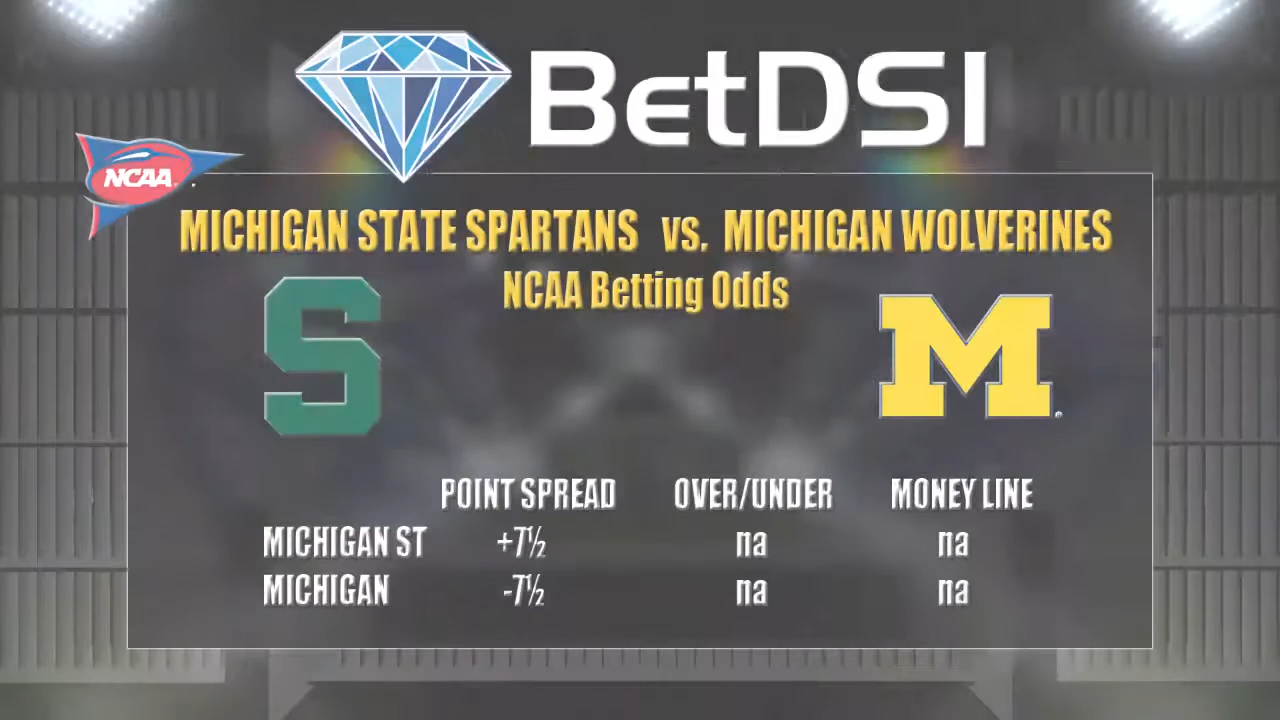 BetDSI
NCAA
MICHIGAN STATE SPARTANS vs. MICHIGAN WOLVERINES
NCAA Betting Odds
S
M
POINT SPREAD OVER/UNDER MONEY LINE
MICHIGAN ST +7½ na na
MICHIGAN -7½ na na